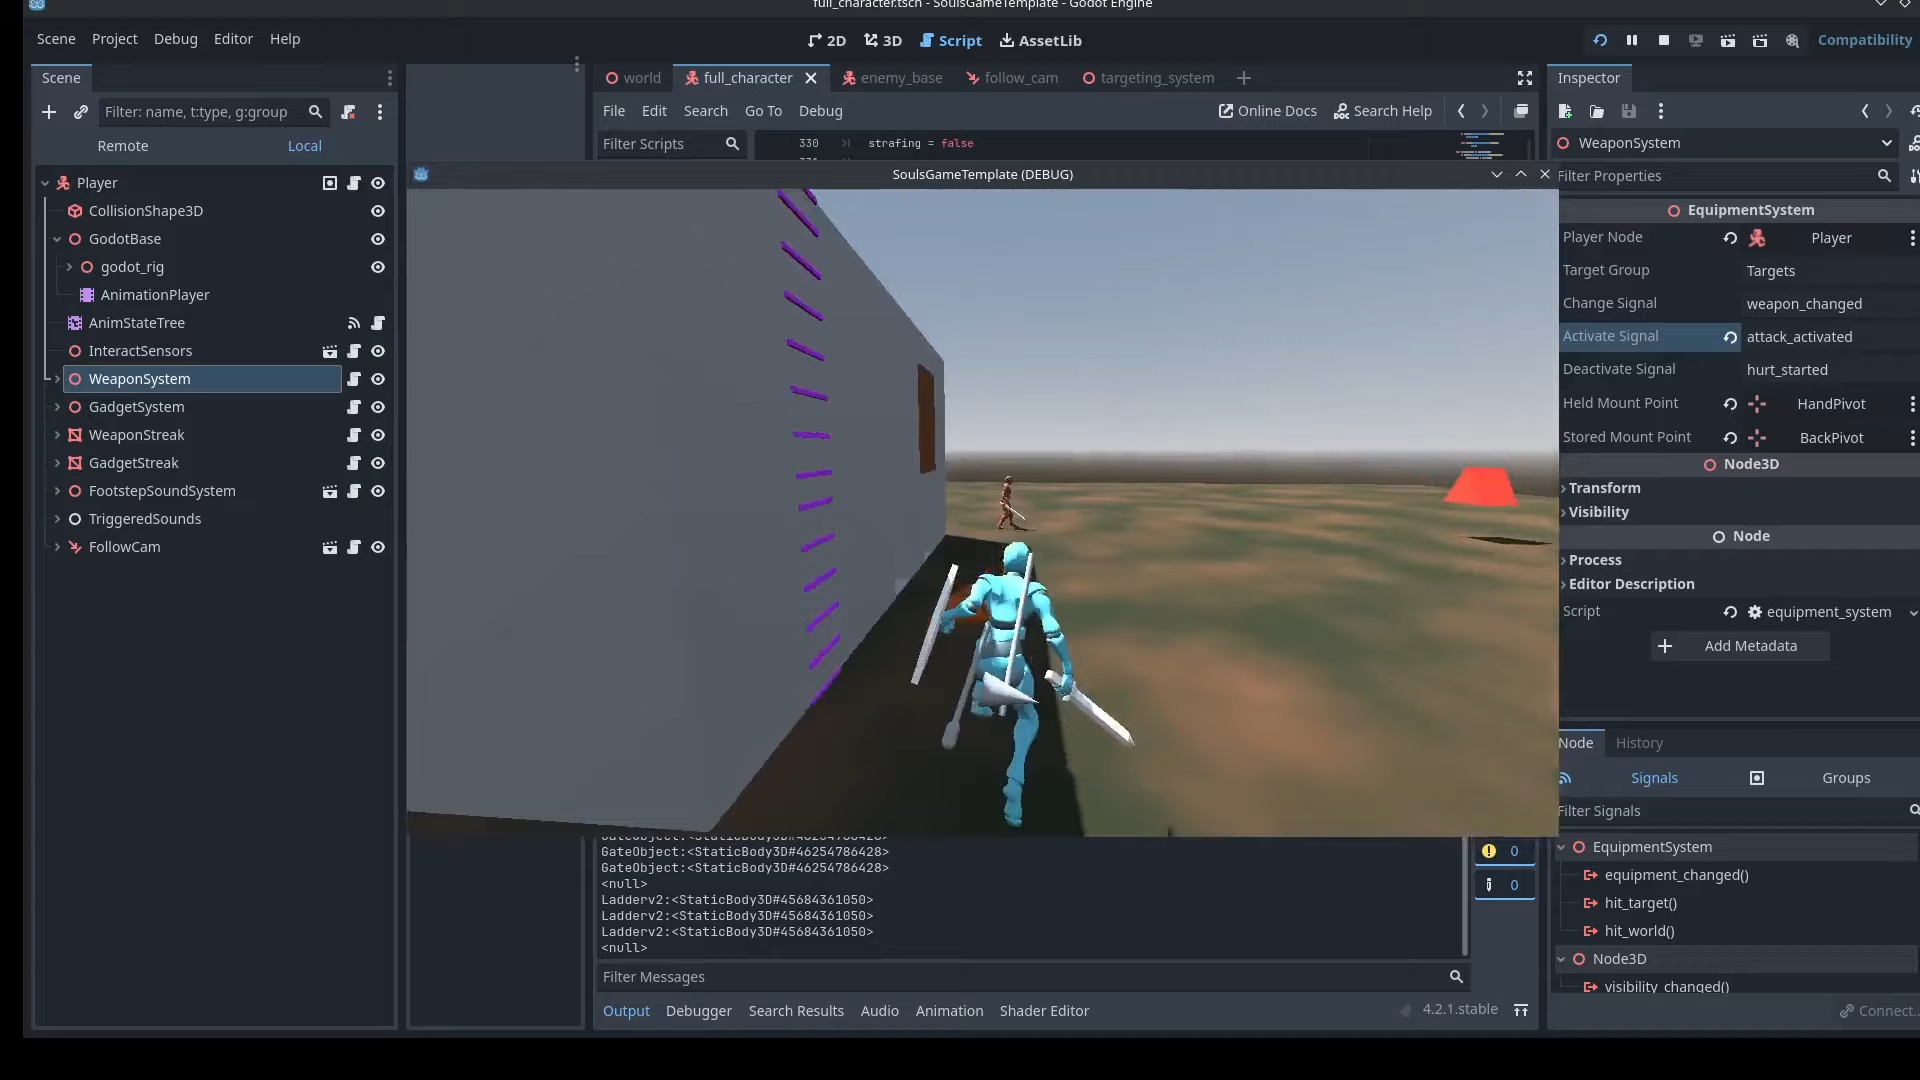 full_character.tscn - SoulsGameTemplate - Godot Engine
Scene Project Debug Editor Help
2D 3D Script AssetLib
Compatibility
Scene
Filter: name, t:type, g:group
Remote Local
Player
CollisionShape3D
GodotBase
godot_rig
AnimationPlayer
AnimStateTree
InteractSensors
WeaponSystem
GadgetSystem
WeaponStreak
GadgetStreak
FootstepSoundSystem
TriggeredSounds
FollowCam
world full_character enemy_base follow_cam targeting_system
File Edit Search Go To Debug
Online Docs Search Help
Filter Scripts
330 strafing = false
SoulsGameTemplate (DEBUG)
GateObject:<StaticBody3D#46254786428>
GateObject:<StaticBody3D#46254786428>
GateObject:<StaticBody3D#46254786428>
<null>
Ladderv2:<StaticBody3D#45684361050>
Ladderv2:<StaticBody3D#45684361050>
Ladderv2:<StaticBody3D#45684361050>
<null>
0
0
Filter Messages
Output Debugger Search Results Audio Animation Shader Editor
4.2.1.stable
Inspector
WeaponSystem
Filter Properties
EquipmentSystem
Player Node Player
Target Group Targets
Change Signal weapon_changed
Activate Signal attack_activated
Deactivate Signal hurt_started
Held Mount Point HandPivot
Stored Mount Point BackPivot
Node3D
Transform
Visibility
Node
Process
Editor Description
Script equipment_system
Add Metadata
Node History
Signals Groups
Filter Signals
EquipmentSystem
equipment_changed()
hit_target()
hit_world()
Node3D
visibility_changed()
Connect..